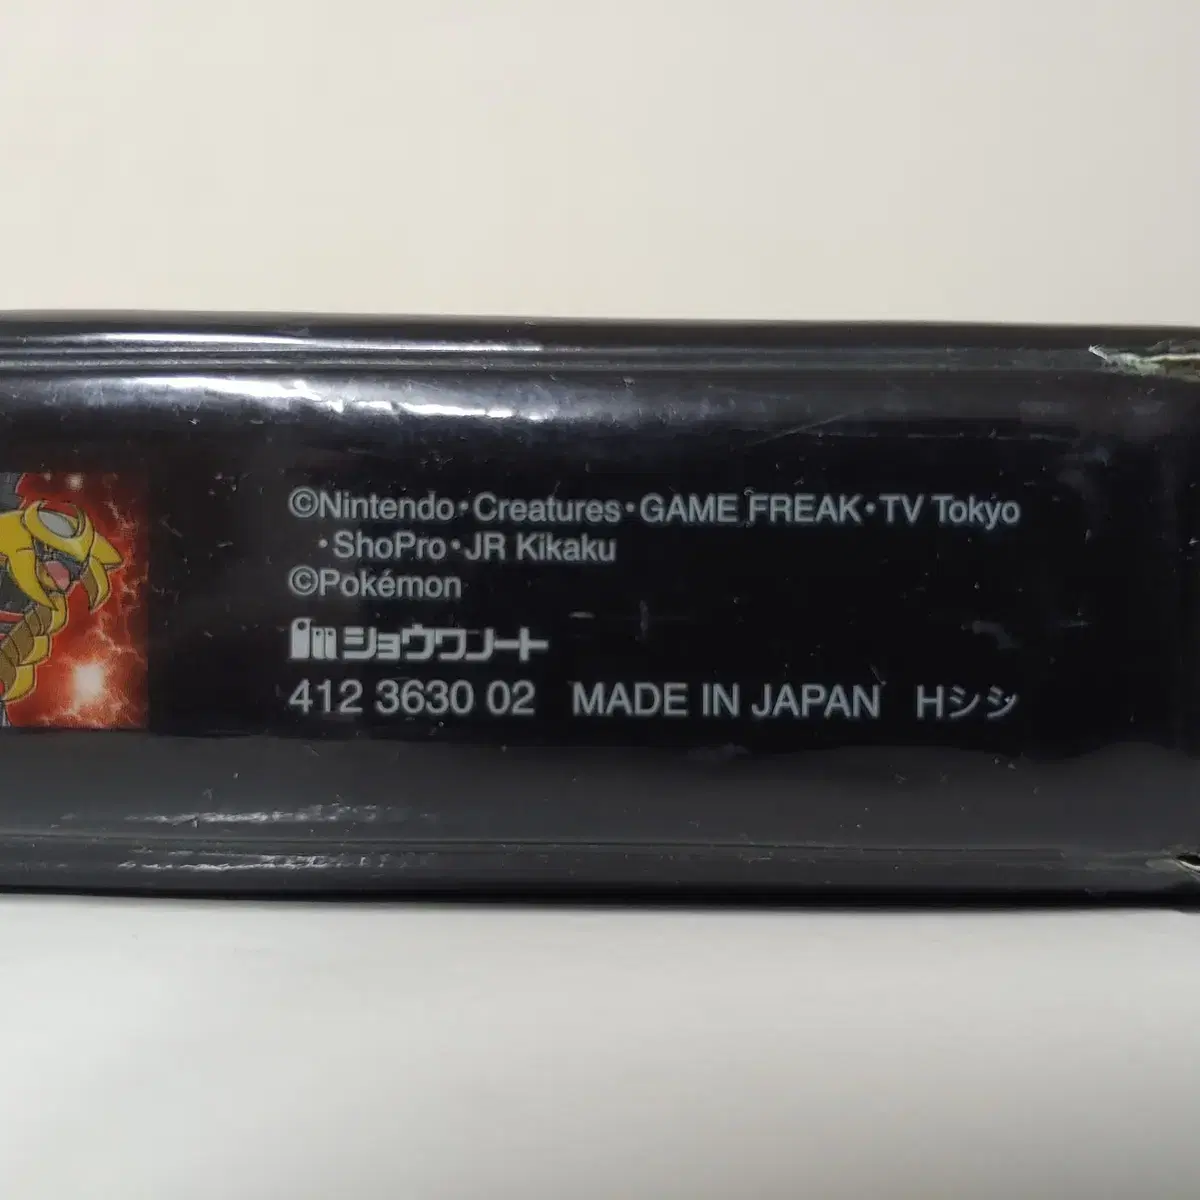 ©Nintendo・Creatures・GAME FREAK・TV Tokyo
・ShoPro・JR Kikaku
©Pokémon
ショウワノート
412 3630 02 MADE IN JAPAN Hシジ